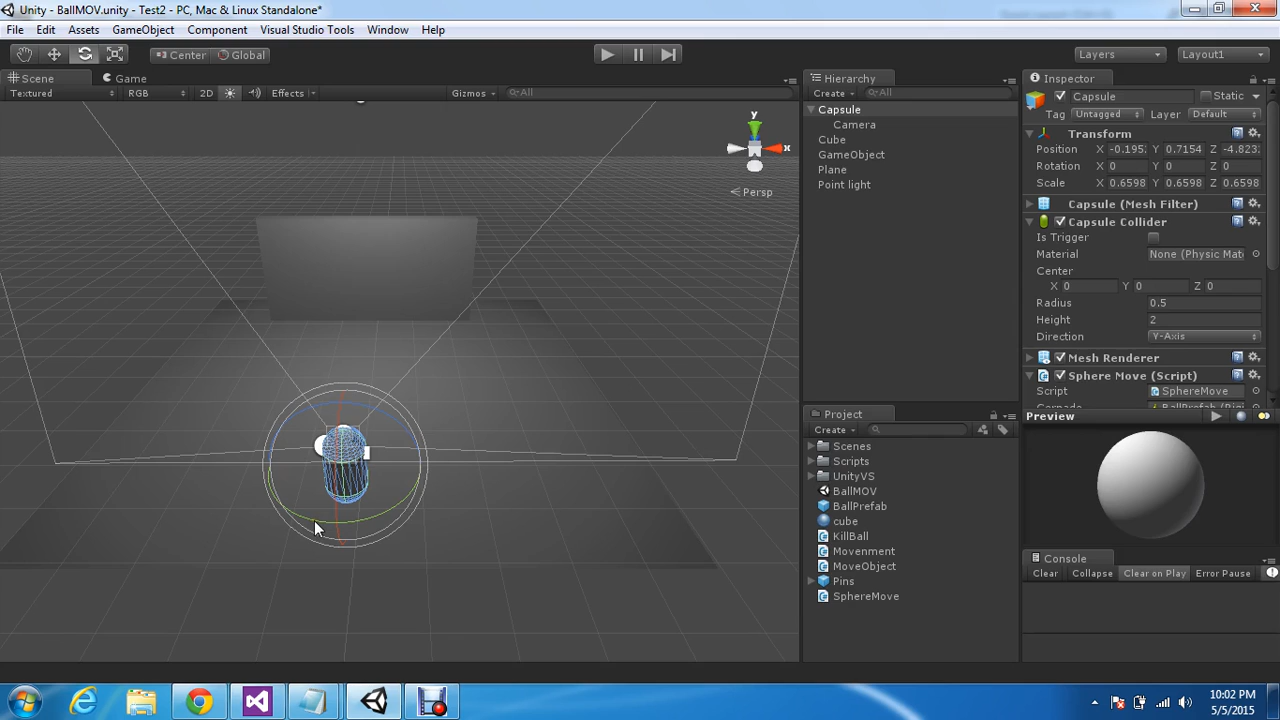 Unity - BallMOV.unity - Test2 - PC, Mac & Linux Standalone*
File Edit Assets GameObject Component Visual Studio Tools Window Help
Center Global Layers Layout1
Scene Game
Textured RGB 2D Effects Gizmos All
y
x
Persp
Hierarchy
Create All
Capsule
Camera
Cube
GameObject
Plane
Point light
Project
Create
Scenes
Scripts
UnityVS
BallMOV
BallPrefab
cube
KillBall
Movenment
MoveObject
Pins
SphereMove
Inspector
Capsule Static
Tag Untagged Layer Default
Transform
Position X -0.195 Y 0.7154 Z -4.823
Rotation X 0 Y 0 Z 0
Scale X 0.6598 Y 0.6598 Z 0.6598
Capsule (Mesh Filter)
Capsule Collider
Is Trigger
Material None (Physic Mat
Center
X 0 Y 0 Z 0
Radius 0.5
Height 2
Direction Y-Axis
Mesh Renderer
Sphere Move (Script)
Script SphereMove
Preview
Console
Clear Collapse Clear on Play Error Pause
10:02 PM
5/5/2015